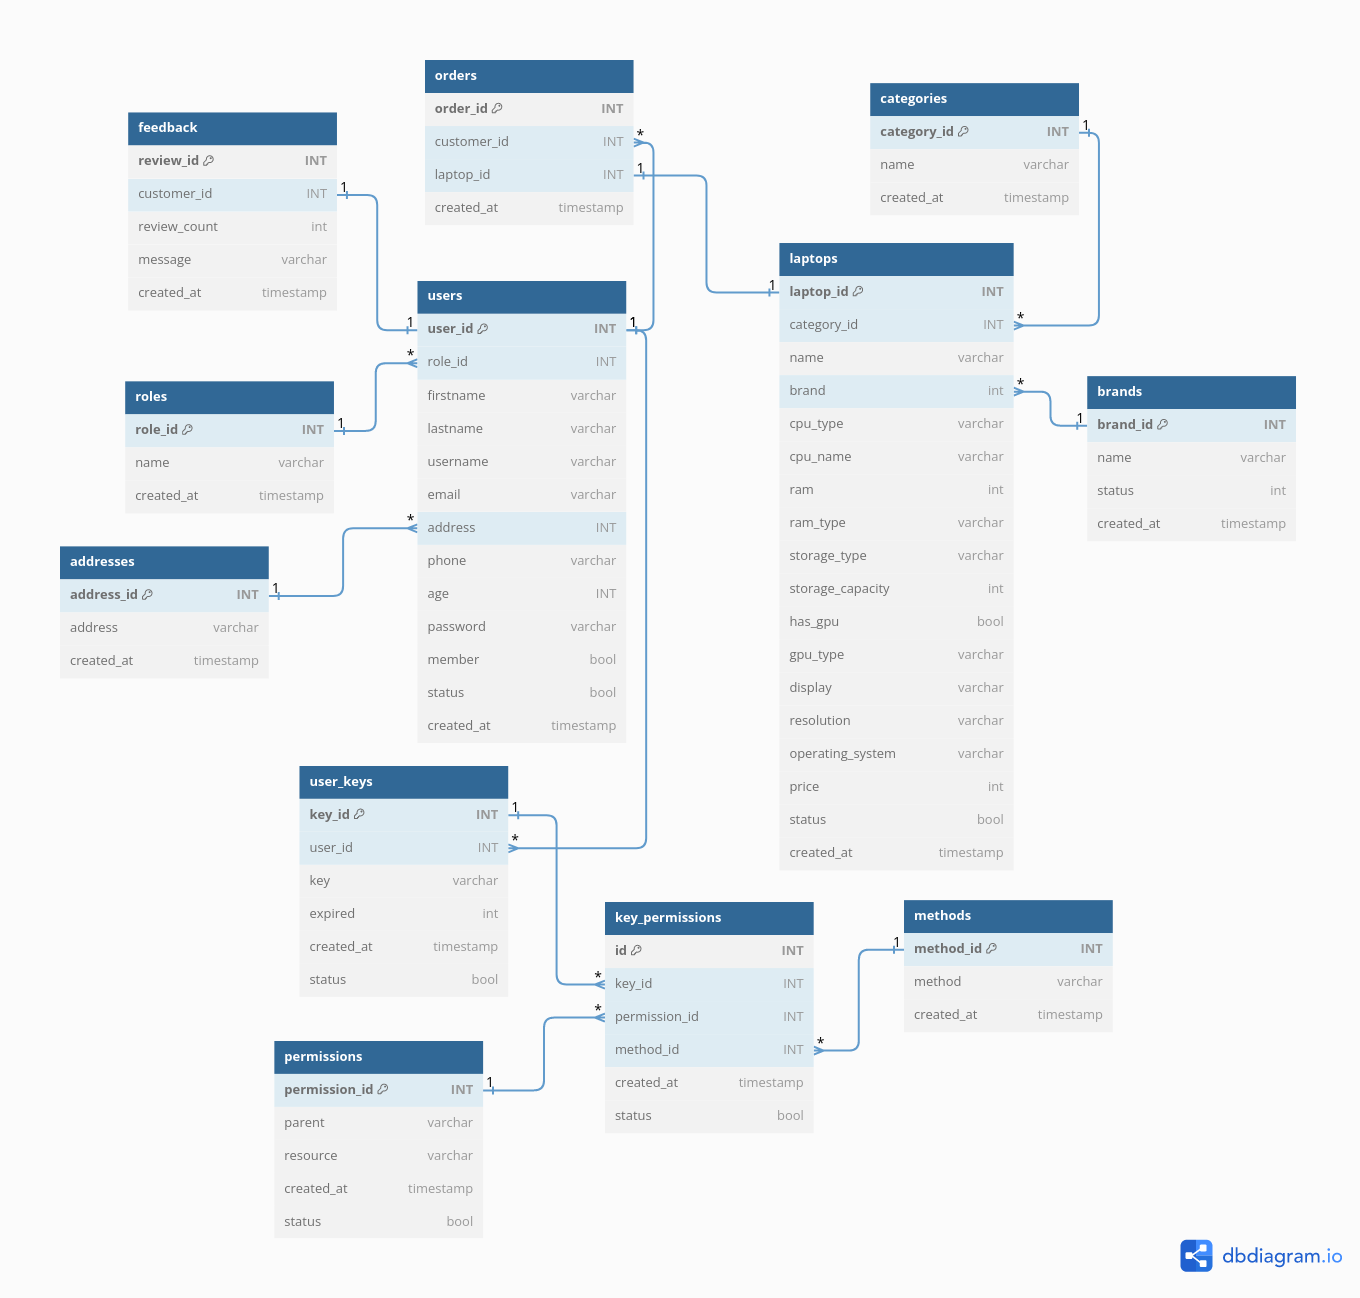 orders
order_id INT
customer_id INT *
laptop_id INT 1
created_at timestamp
categories
category_id INT 1
name varchar
created_at timestamp
feedback
review_id INT
customer_id INT 1
review_count int
message varchar
created_at timestamp
laptops
1 laptop_id INT
category_id INT *
name varchar
brand int *
cpu_type varchar
cpu_name varchar
ram int
ram_type varchar
storage_type varchar
storage_capacity int
has_gpu bool
gpu_type varchar
display varchar
resolution varchar
operating_system varchar
price int
status bool
created_at timestamp
users
1 user_id INT 1
* role_id INT
firstname varchar
lastname varchar
username varchar
email varchar
* address INT
phone varchar
age INT
password varchar
member bool
status bool
created_at timestamp
roles
role_id INT 1
name varchar
created_at timestamp
brands
1 brand_id INT
name varchar
status int
created_at timestamp
addresses
address_id INT 1
address varchar
created_at timestamp
user_keys
key_id INT 1
user_id INT *
key varchar
expired int
created_at timestamp
status bool
key_permissions
id INT
* key_id INT
* permission_id INT
method_id INT *
created_at timestamp
status bool
methods
1 method_id INT
method varchar
created_at timestamp
permissions
permission_id INT 1
parent varchar
resource varchar
created_at timestamp
status bool
dbdiagram.io